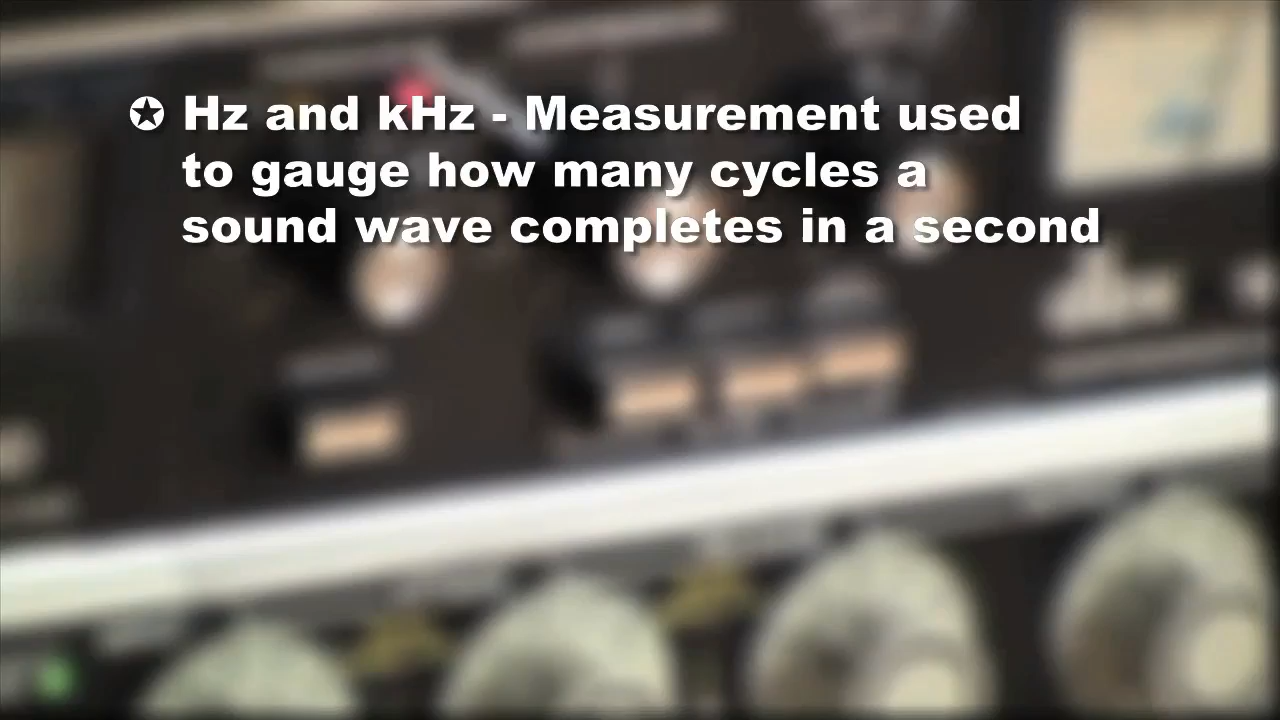 ✪ Hz and kHz - Measurement used
to gauge how many cycles a
sound wave completes in a second